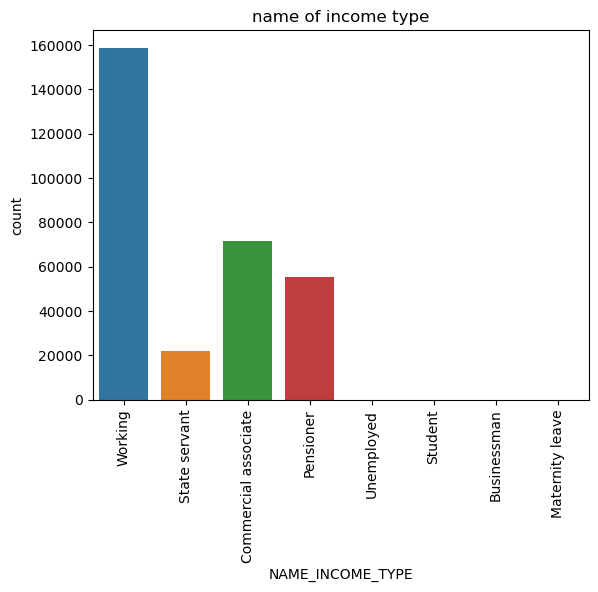 name of income type
count
160000
140000
120000
100000
80000
60000
40000
20000
0
Working
State servant
Commercial associate
Pensioner
Unemployed
Student
Businessman
Maternity leave
NAME_INCOME_TYPE